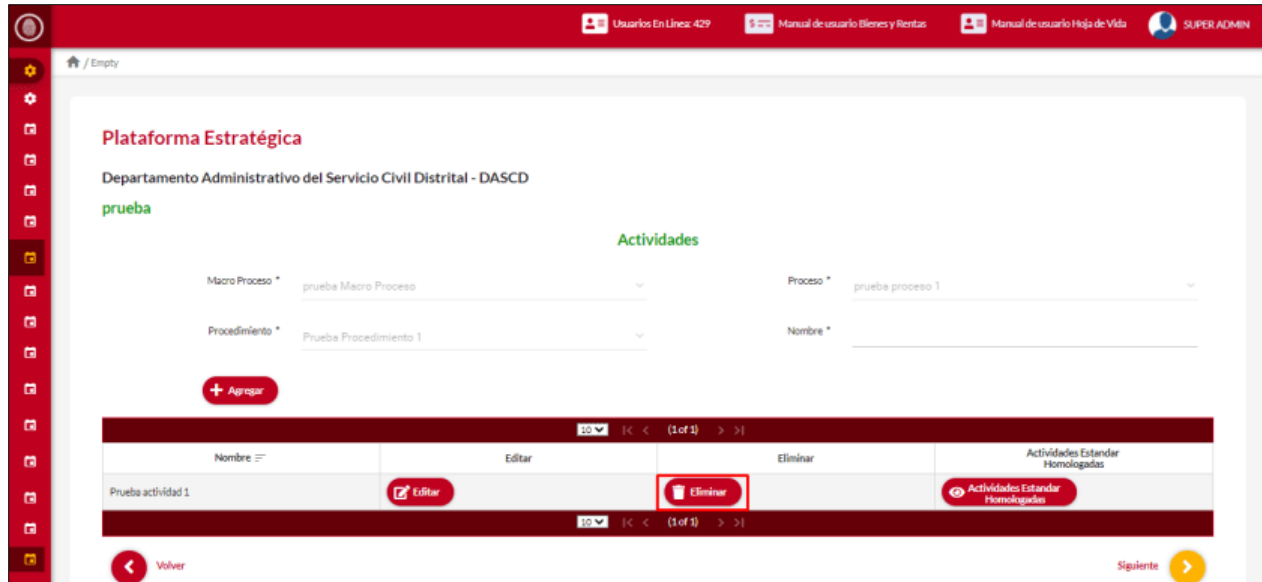 Usuarios En Linea: 429 Manual de usuario Bienes y Rentas Manual de usuario Hoja de Vida SUPER ADMIN
/ Empty
Plataforma Estratégica
Departamento Administrativo del Servicio Civil Distrital - DASCD
prueba
Actividades
Macro Proceso * prueba Macro Proceso Proceso * prueba proceso 1
Procedimiento * Prueba Procedimiento 1 Nombre *
Agregar
10 (1 of 1)
Nombre Editar Eliminar Actividades Estandar
Homologadas
Prueba actividad 1 Editar Eliminar Actividades Estandar
Homologadas
10 (1 of 1)
Volver Siguiente